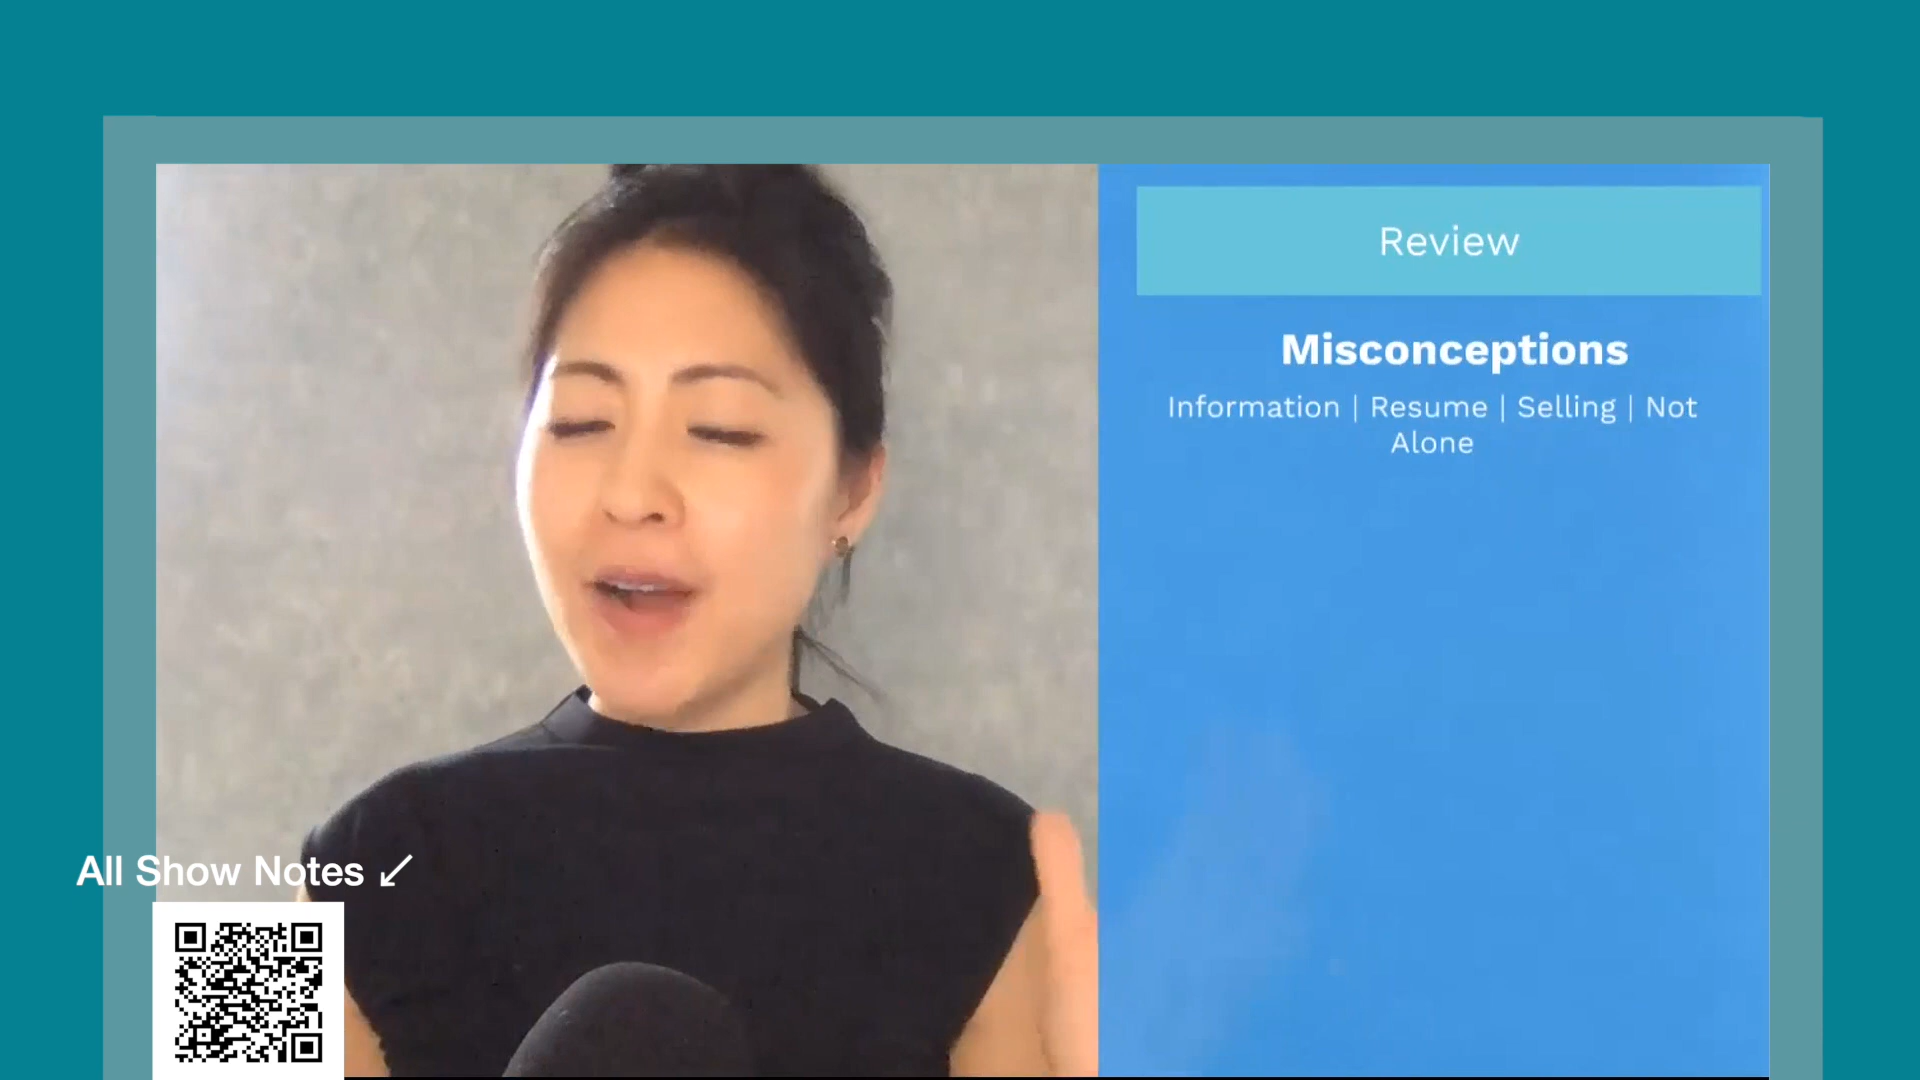 Review
Misconceptions
Information | Resume | Selling | Not
Alone
All Show Notes ↙